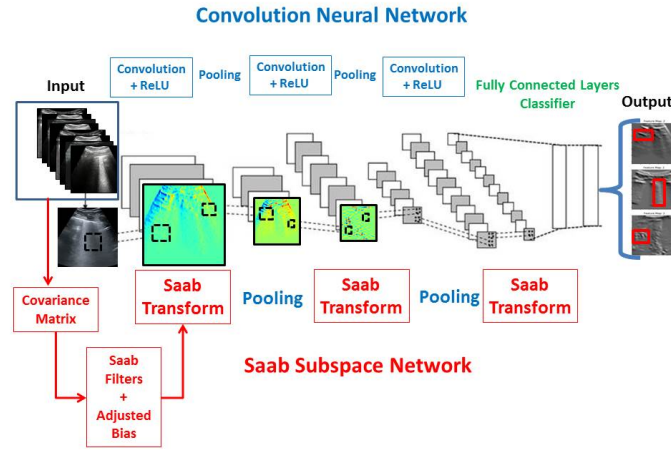 Convolution Neural Network
Input
Convolution
+ ReLU
Pooling
Convolution
+ ReLU
Pooling
Convolution
+ ReLU
Fully Connected Layers
Classifier
Output
Covariance
Matrix
Saab
Transform
Pooling
Saab
Transform
Pooling
Saab
Transform
Saab
Filters
+
Adjusted
Bias
Saab Subspace Network